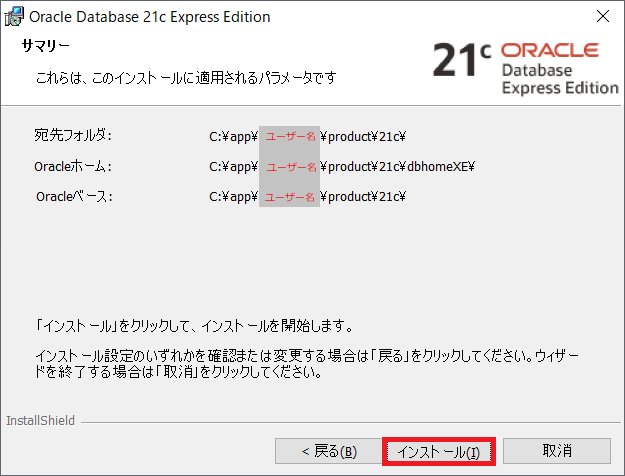 Oracle Database 21c Express Edition
サマリー
これらは、このインストールに適用されるパラメータです
21c ORACLE
Database
Express Edition
宛先フォルダ: C:¥app¥ ユーザー名 ¥product¥21c¥
Oracleホーム: C:¥app¥ ユーザー名 ¥product¥21c¥dbhomeXE¥
Oracleベース: C:¥app¥ ユーザー名 ¥product¥21c¥
「インストール」をクリックして、インストールを開始します。
インストール設定のいずれかを確認または変更する場合は「戻る」をクリックしてください。ウィザー
ドを終了する場合は「取消」をクリックしてください。
InstallShield
< 戻る(B) インストール(I) 取消